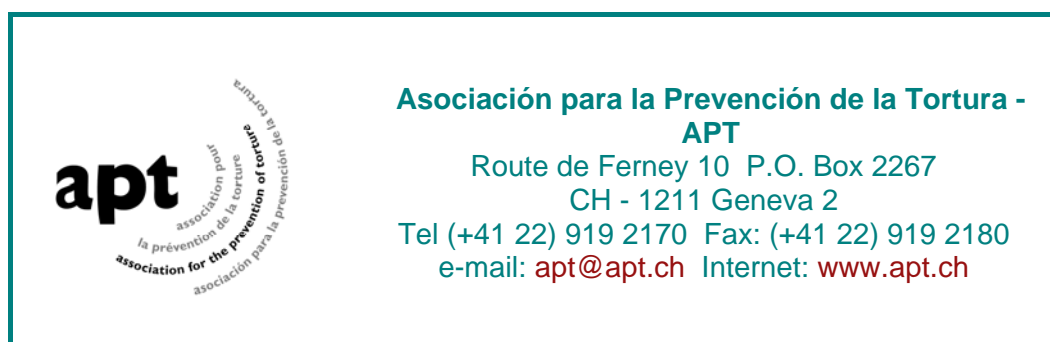 apt
association pour
la prévention de la torture
association for the prevention of torture
asociación para la prevención de la tortura
Asociación para la Prevención de la Tortura -
APT
Route de Ferney 10 P.O. Box 2267
CH - 1211 Geneva 2
Tel (+41 22) 919 2170 Fax: (+41 22) 919 2180
e-mail: apt@apt.ch Internet: www.apt.ch